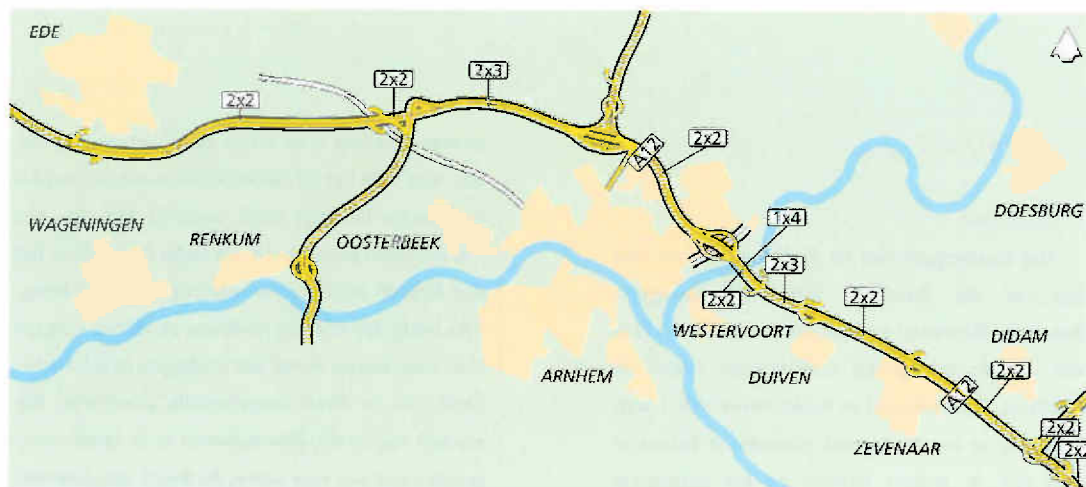 EDE
2x2
2x2
2x3
A12
2x2
WAGENINGEN
RENKUM
OOSTERBEEK
1x4
DOESBURG
2x3
2x2
2x2
WESTERVOORT
DIDAM
ARNHEM
DUIVEN
2x2
A12
ZEVENAAR
2x2
2x2